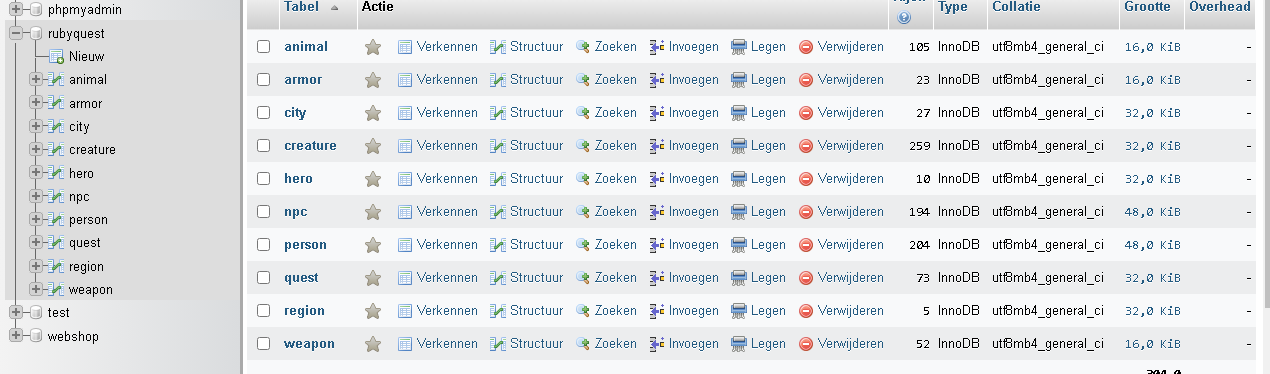 phpmyadmin
rubyquest
Nieuw
animal
armor
city
creature
hero
npc
person
quest
region
weapon
test
webshop
Tabel Actie Type Collatie Grootte Overhead
animal Verkennen Structuur Zoeken Invoegen Legen Verwijderen 105 InnoDB utf8mb4_general_ci 16,0 KiB -
armor Verkennen Structuur Zoeken Invoegen Legen Verwijderen 23 InnoDB utf8mb4_general_ci 16,0 KiB -
city Verkennen Structuur Zoeken Invoegen Legen Verwijderen 27 InnoDB utf8mb4_general_ci 32,0 KiB -
creature Verkennen Structuur Zoeken Invoegen Legen Verwijderen 259 InnoDB utf8mb4_general_ci 32,0 KiB -
hero Verkennen Structuur Zoeken Invoegen Legen Verwijderen 10 InnoDB utf8mb4_general_ci 32,0 KiB -
npc Verkennen Structuur Zoeken Invoegen Legen Verwijderen 194 InnoDB utf8mb4_general_ci 48,0 KiB -
person Verkennen Structuur Zoeken Invoegen Legen Verwijderen 204 InnoDB utf8mb4_general_ci 48,0 KiB -
quest Verkennen Structuur Zoeken Invoegen Legen Verwijderen 73 InnoDB utf8mb4_general_ci 32,0 KiB -
region Verkennen Structuur Zoeken Invoegen Legen Verwijderen 5 InnoDB utf8mb4_general_ci 32,0 KiB -
weapon Verkennen Structuur Zoeken Invoegen Legen Verwijderen 52 InnoDB utf8mb4_general_ci 16,0 KiB -